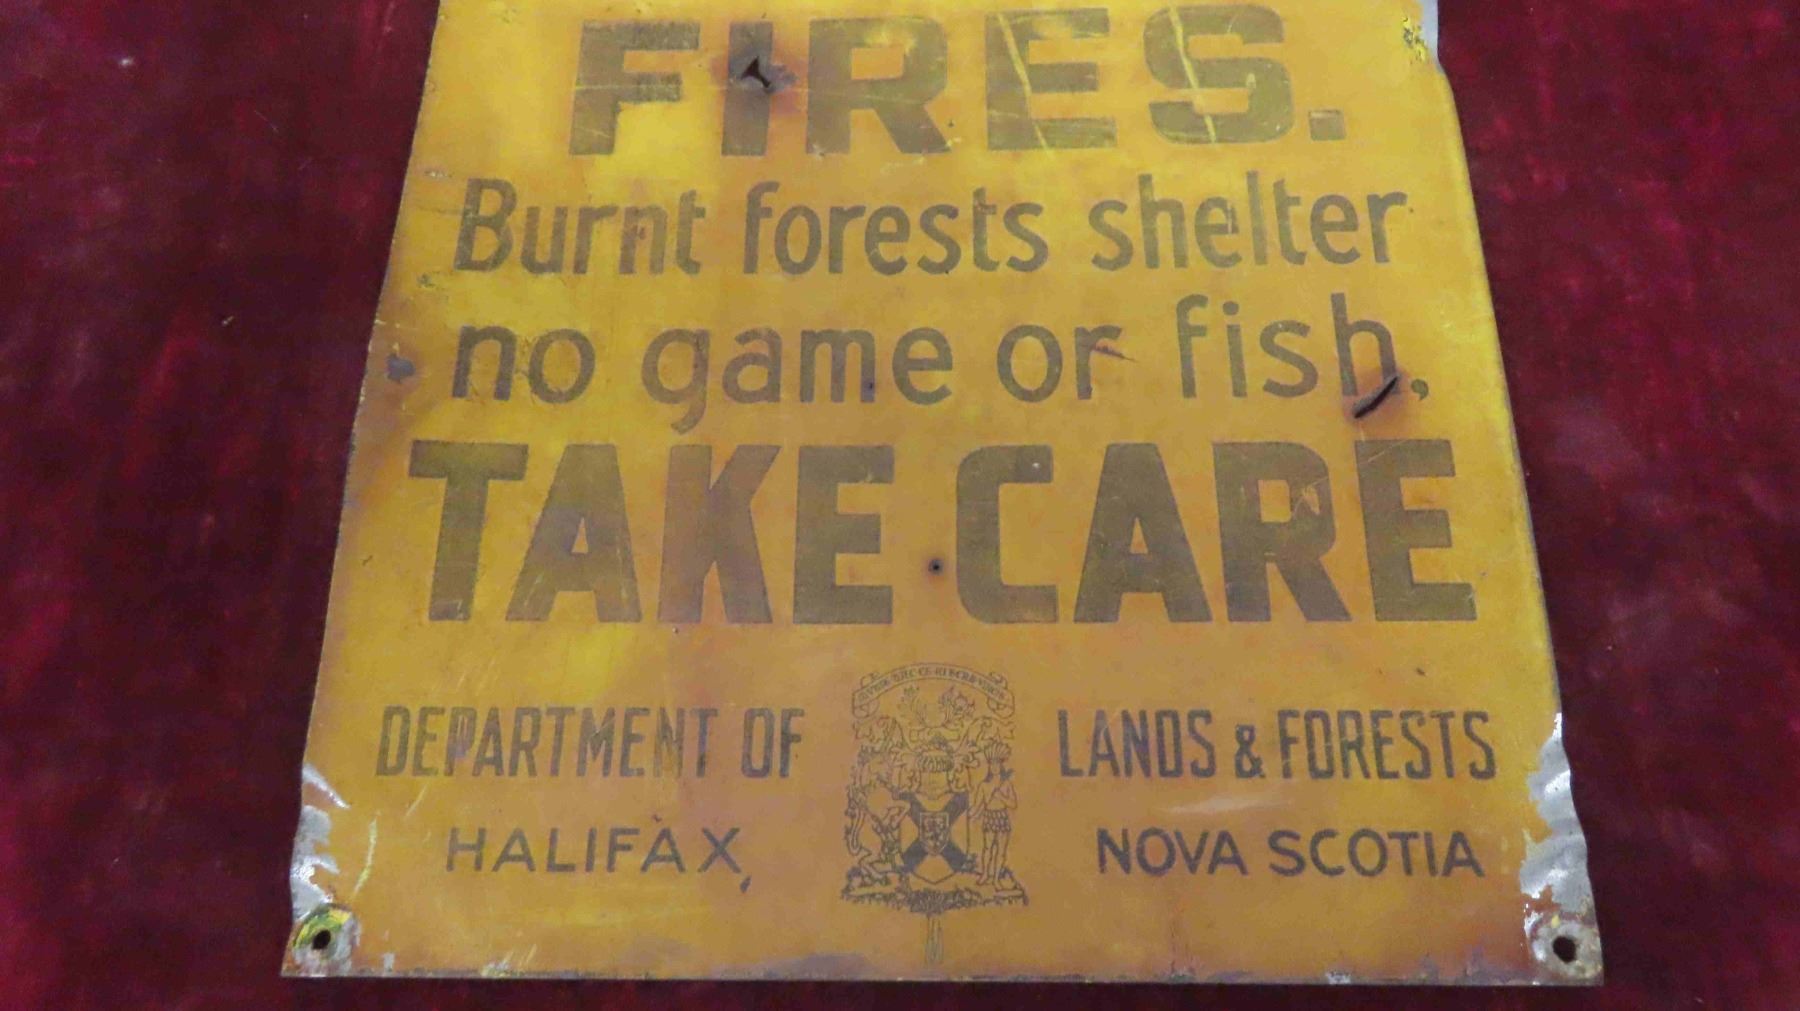 FIRES.
Burnt forests shelter
no game or fish,
TAKE CARE
DEPARTMENT OF LANDS & FORESTS
HALIFAX, NOVA SCOTIA